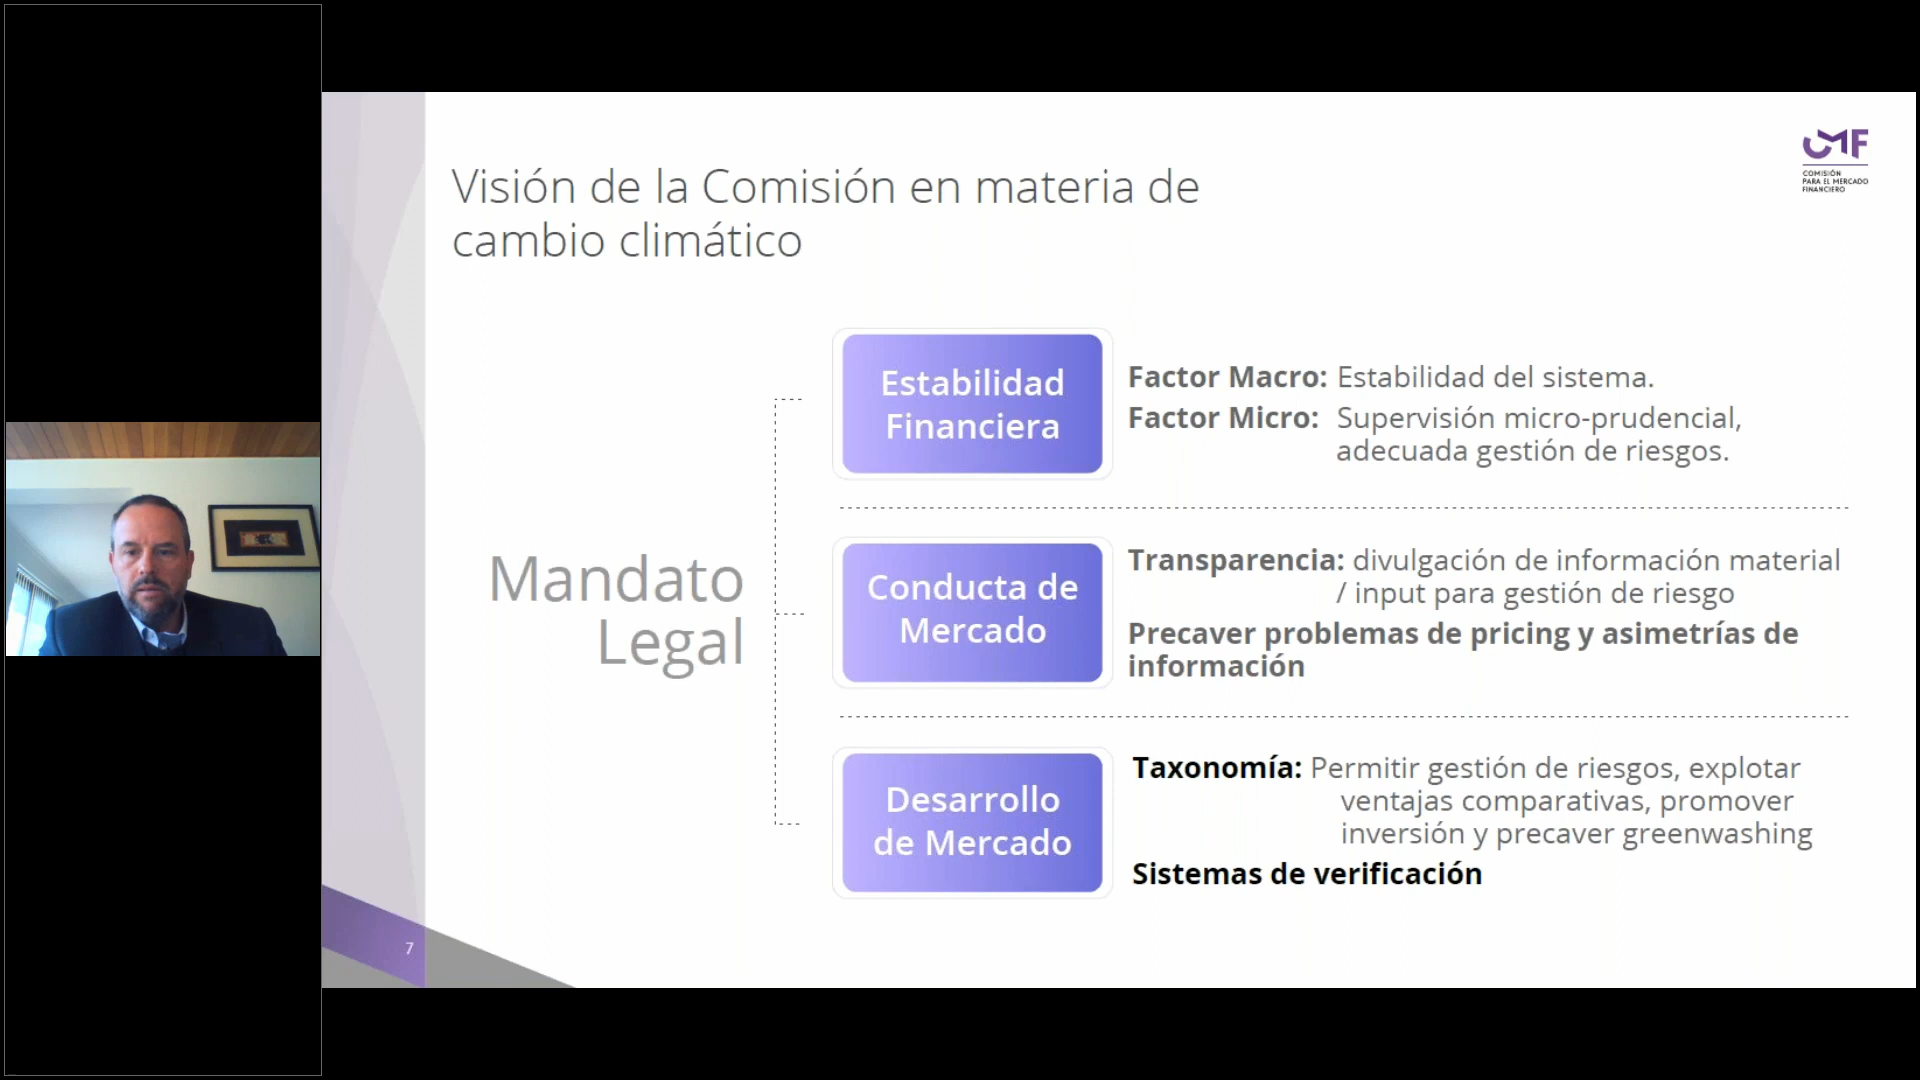 CMF
COMISIÓN
PARA EL MERCADO
FINANCIERO
Visión de la Comisión en materia de
cambio climático
Mandato
Legal
Estabilidad
Financiera
Factor Macro: Estabilidad del sistema.
Factor Micro: Supervisión micro-prudencial,
adecuada gestión de riesgos.
Conducta de
Mercado
Transparencia: divulgación de información material
/ input para gestión de riesgo
Precaver problemas de pricing y asimetrías de
información
Desarrollo
de Mercado
Taxonomía: Permitir gestión de riesgos, explotar
ventajas comparativas, promover
inversión y precaver greenwashing
Sistemas de verificación
7